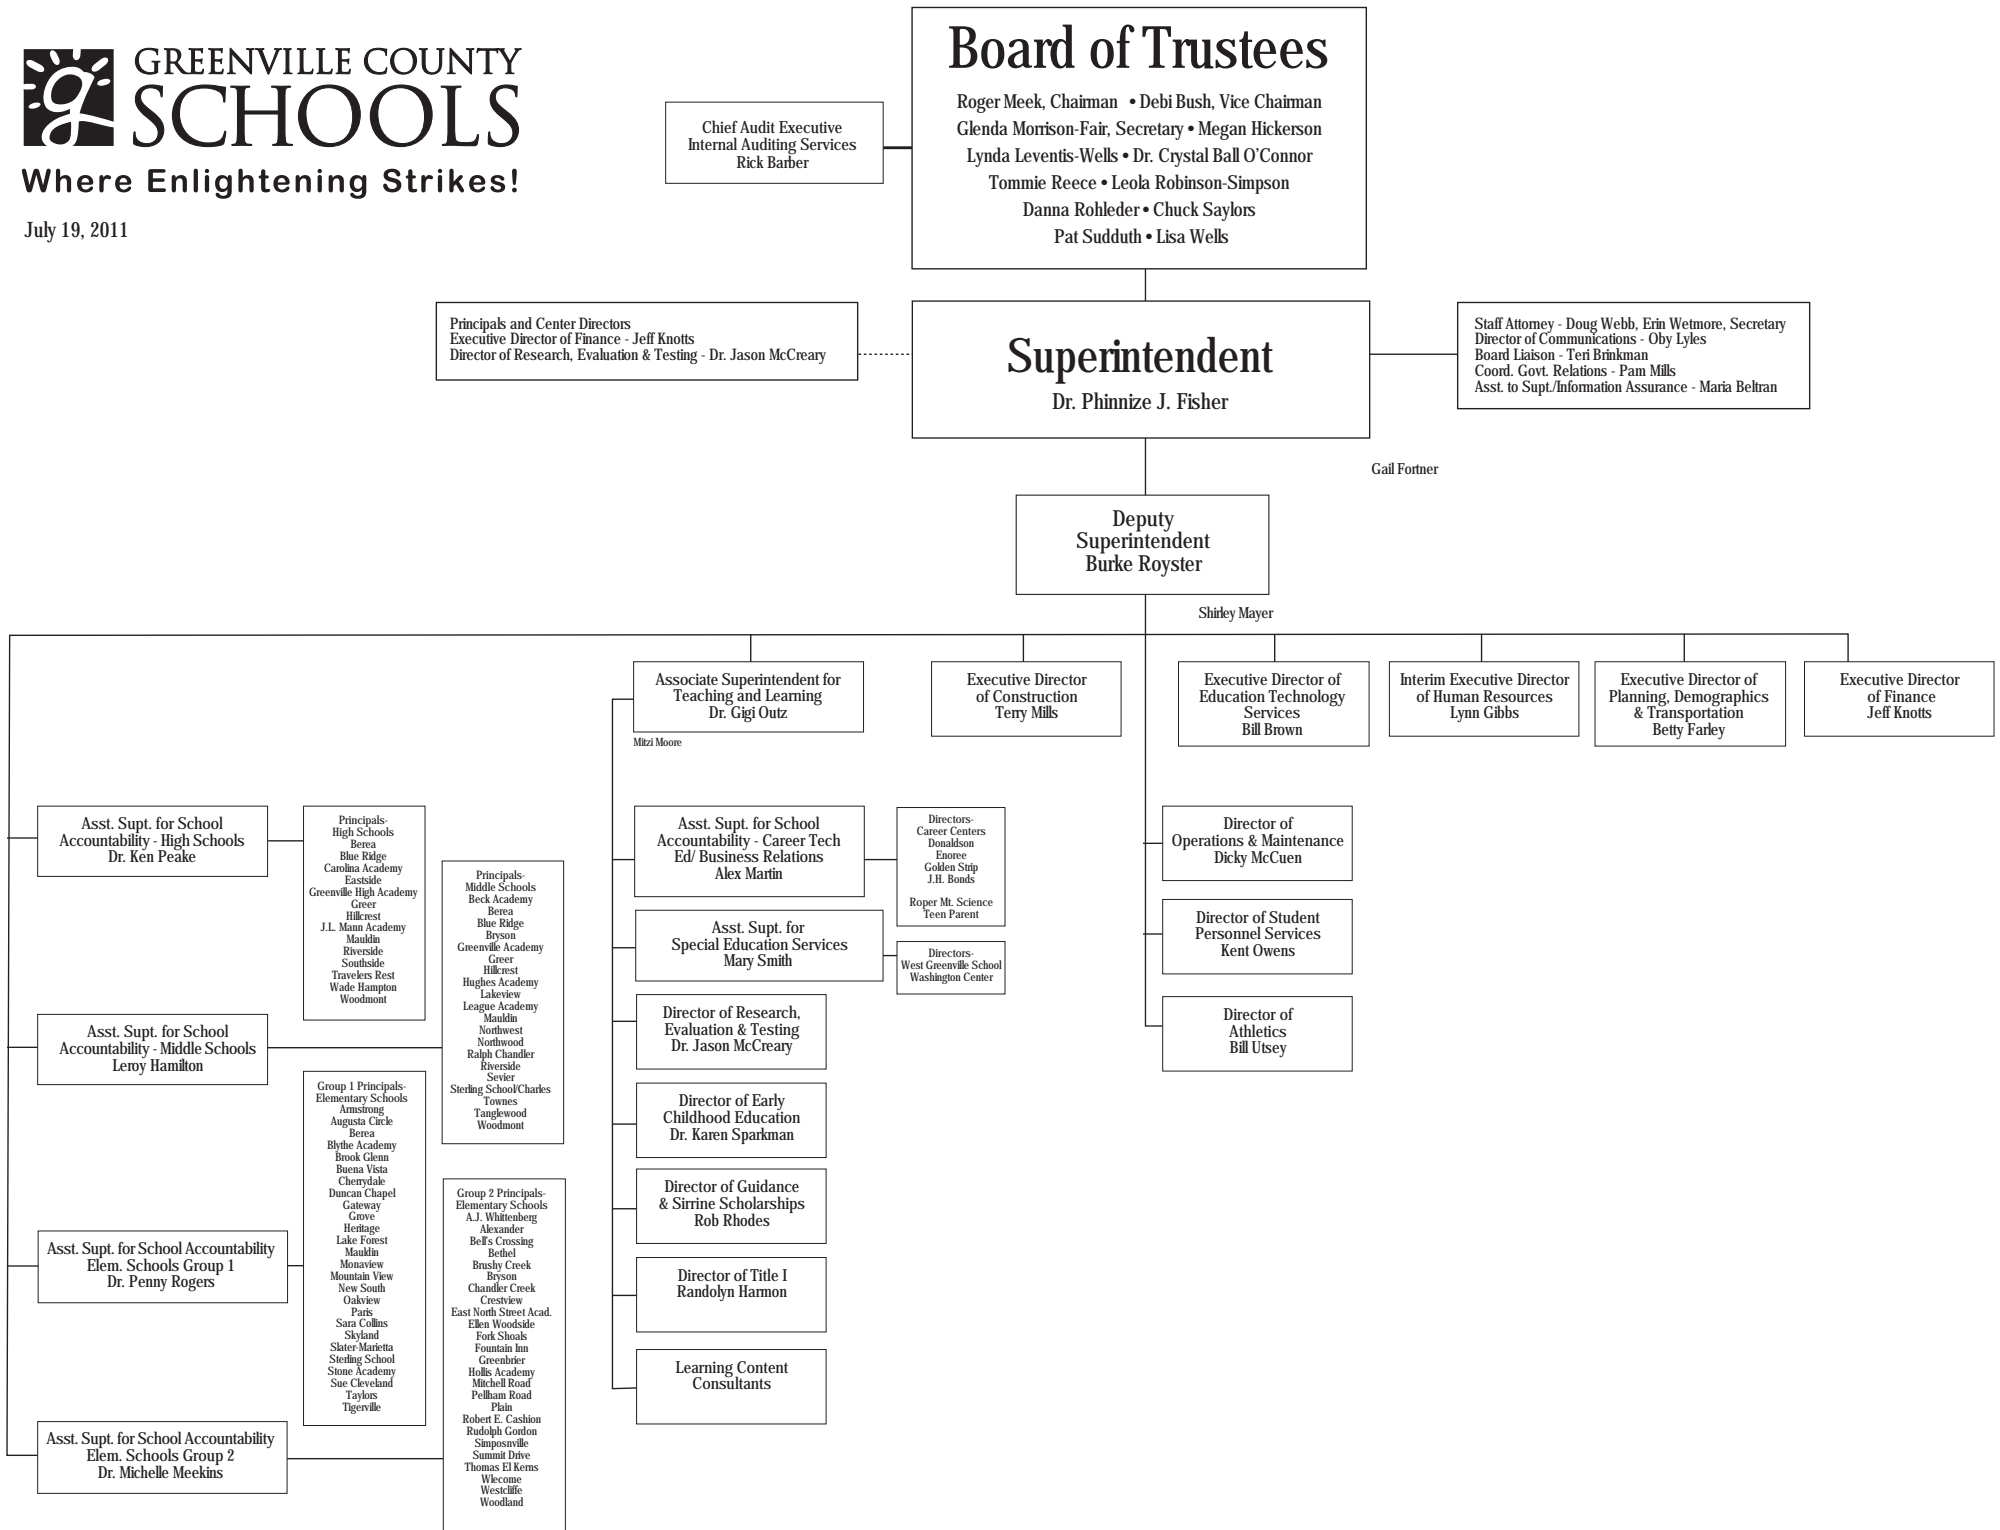 GREENVILLE COUNTY
SCHOOLS
Where Enlightening Strikes!
July 19, 2011
Board of Trustees
Roger Meek, Chairman • Debi Bush, Vice Chairman
Glenda Morrison-Fair, Secretary • Megan Hickerson
Lynda Leventis-Wells • Dr. Crystal Ball O'Connor
Tommie Reece • Leola Robinson-Simpson
Danna Rohleder • Chuck Saylors
Pat Sudduth • Lisa Wells
Chief Audit Executive
Internal Auditing Services
Rick Barber
Principals and Center Directors
Executive Director of Finance - Jeff Knotts
Director of Research, Evaluation & Testing - Dr. Jason McCreary
Superintendent
Dr. Phinnize J. Fisher
Staff Attorney - Doug Webb, Erin Wetmore, Secretary
Director of Communications - Oby Lyles
Board Liaison - Teri Brinkman
Coord. Govt. Relations - Pam Mills
Asst. to Supt./Information Assurance - Maria Beltran
Gail Fortner
Deputy
Superintendent
Burke Royster
Shirley Mayer
Associate Superintendent for
Teaching and Learning
Dr. Gigi Outz
Mitzi Moore
Executive Director
of Construction
Terry Mills
Executive Director of
Education Technology
Services
Bill Brown
Interim Executive Director
of Human Resources
Lynn Gibbs
Executive Director of
Planning, Demographics
& Transportation
Betty Farley
Executive Director
of Finance
Jeff Knotts
Asst. Supt. for School
Accountability - High Schools
Dr. Ken Peake
Principals-
High Schools
Berea
Blue Ridge
Carolina Academy
Eastside
Greenville High Academy
Greer
Hillcrest
J.L. Mann Academy
Mauldin
Riverside
Southside
Travelers Rest
Wade Hampton
Woodmont
Asst. Supt. for School
Accountability - Middle Schools
Leroy Hamilton
Principals-
Middle Schools
Beck Academy
Berea
Blue Ridge
Bryson
Greenville Academy
Greer
Hillcrest
Hughes Academy
Lakeview
League Academy
Mauldin
Northwest
Northwood
Ralph Chandler
Riverside
Sevier
Sterling School/Charles
Townes
Tanglewood
Woodmont
Asst. Supt. for School Accountability
Elem. Schools Group 1
Dr. Penny Rogers
Group 1 Principals-
Elementary Schools
Armstrong
Augusta Circle
Berea
Blythe Academy
Brook Glenn
Buena Vista
Cherrydale
Duncan Chapel
Gateway
Grove
Heritage
Lake Forest
Mauldin
Monaview
Mountain View
New South
Oakview
Paris
Sara Collins
Skyland
Slater-Marietta
Sterling School
Stone Academy
Sue Cleveland
Taylors
Tigerville
Asst. Supt. for School Accountability
Elem. Schools Group 2
Dr. Michelle Meekins
Group 2 Principals-
Elementary Schools
A.J. Whittenberg
Alexander
Bell's Crossing
Bethel
Brushy Creek
Bryson
Chandler Creek
Crestview
East North Street Acad.
Ellen Woodside
Fork Shoals
Fountain Inn
Greenbrier
Hollis Academy
Mitchell Road
Pellham Road
Plain
Robert E. Cashion
Rudolph Gordon
Simposnville
Summit Drive
Thomas El Kerns
Wlecome
Westcliffe
Woodland
Asst. Supt. for School
Accountability - Career Tech
Ed/ Business Relations
Alex Martin
Directors-
Career Centers
Donaldson
Enoree
Golden Strip
J.H. Bonds
Roper Mt. Science
Teen Parent
Asst. Supt. for
Special Education Services
Mary Smith
Directors-
West Greenville School
Washington Center
Director of Research,
Evaluation & Testing
Dr. Jason McCreary
Director of Early
Childhood Education
Dr. Karen Sparkman
Director of Guidance
& Sirrine Scholarships
Rob Rhodes
Director of Title I
Randolyn Harmon
Learning Content
Consultants
Director of
Operations & Maintenance
Dicky McCuen
Director of Student
Personnel Services
Kent Owens
Director of
Athletics
Bill Utsey